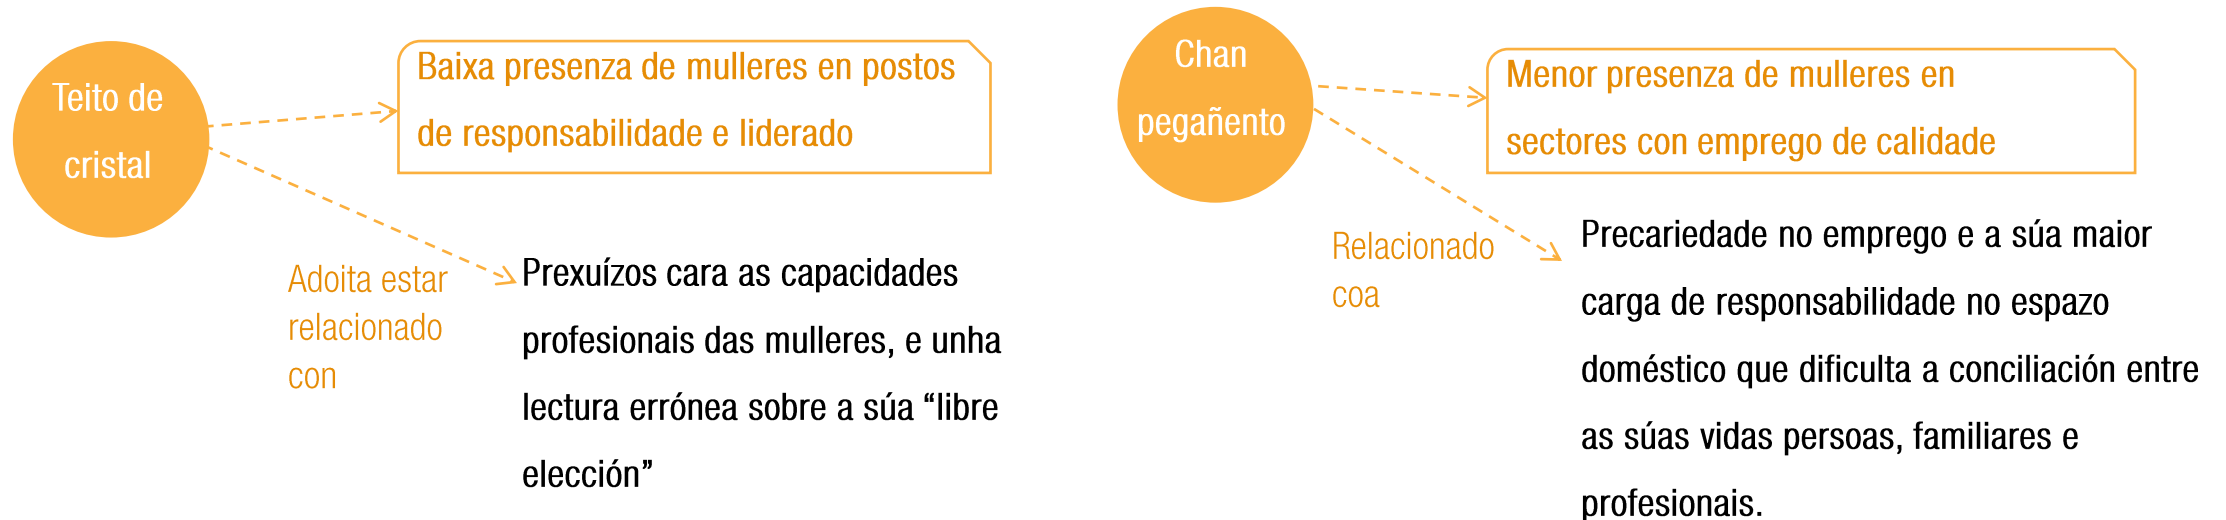 Teito de
cristal
Baixa presenza de mulleres en postos
de responsabilidade e liderado
Adoita estar
relacionado
con
Prexuízos cara as capacidades
profesionais das mulleres, e unha
lectura errónea sobre a súa “libre
elección”
Chan
pegañento
Menor presenza de mulleres en
sectores con emprego de calidade
Relacionado
coa
Precariedade no emprego e a súa maior
carga de responsabilidade no espazo
doméstico que dificulta a conciliación entre
as súas vidas persoas, familiares e
profesionais.